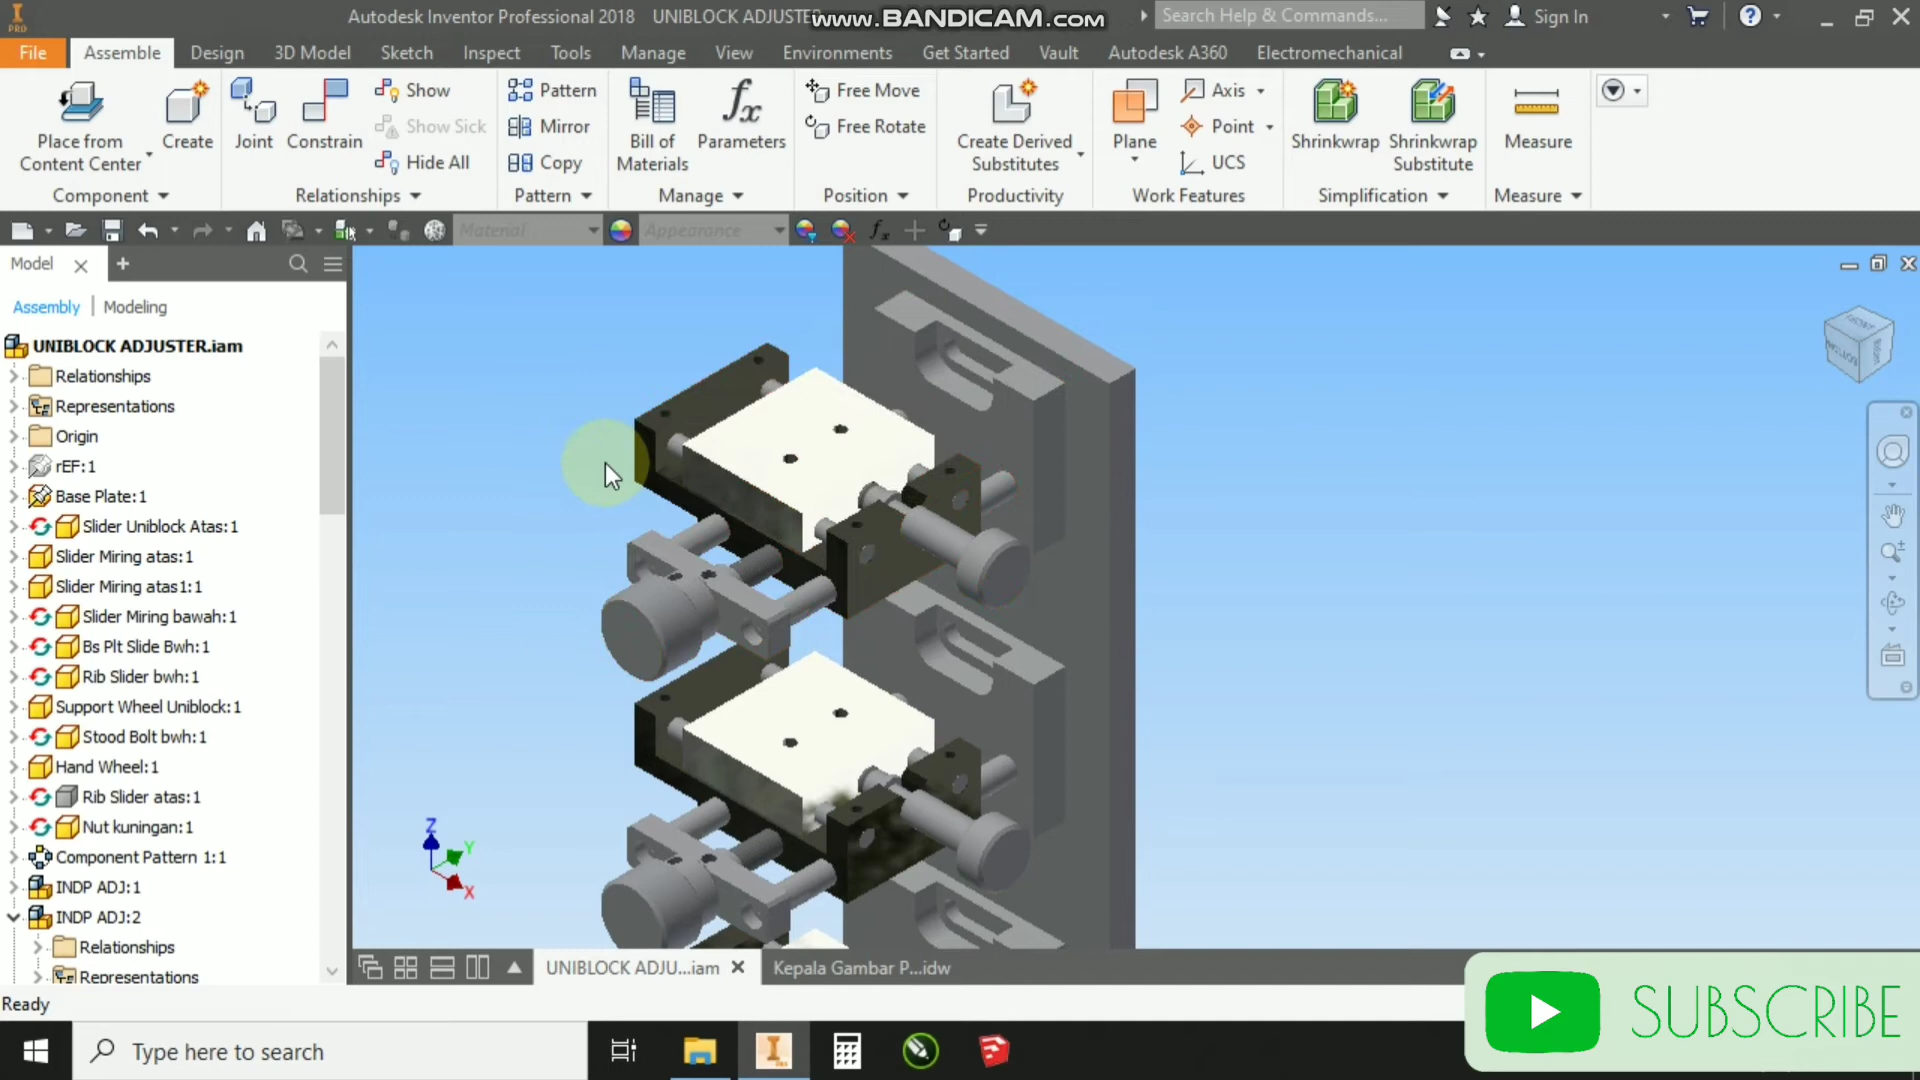 Autodesk Inventor Professional 2018 UNIBLOCK ADJUSTER
www.BANDICAM.com
Search Help & Commands...
Sign In
PRO
File Assemble Design 3D Model Sketch Inspect Tools Manage View Environments Get Started Vault Autodesk A360 Electromechanical
Place from Content Center
Create
Joint
Constrain
Show
Show Sick
Hide All
Pattern
Mirror
Copy
Bill of Materials
Parameters
Free Move
Free Rotate
Create Derived Substitutes
Plane
Axis
Point
UCS
Shrinkwrap
Shrinkwrap Substitute
Measure
Component Relationships Pattern Manage Position Productivity Work Features Simplification Measure
Material
Appearance
Model
Assembly | Modeling
UNIBLOCK ADJUSTER.iam
Relationships
Representations
Origin
rEF:1
Base Plate:1
Slider Uniblock Atas:1
Slider Miring atas:1
Slider Miring atas1:1
Slider Miring bawah:1
Bs Plt Slide Bwh:1
Rib Slider bwh:1
Support Wheel Uniblock:1
Stood Bolt bwh:1
Hand Wheel:1
Rib Slider atas:1
Nut kuningan:1
Component Pattern 1:1
INDP ADJ:1
INDP ADJ:2
Relationships
Representations
Z
Y
X
UNIBLOCK ADJU...iam
Kepala Gambar P...idw
Ready
SUBSCRIBE
Type here to search